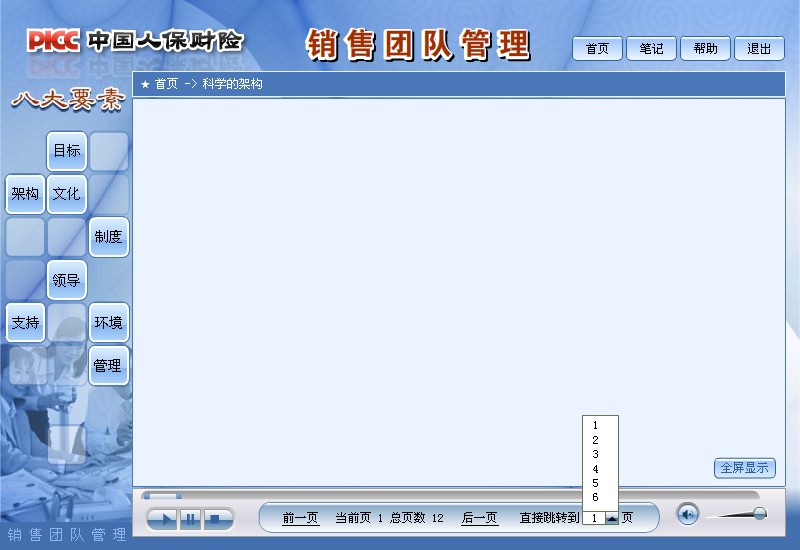 PICC 中国人保财险
销售团队管理
首页 笔记 帮助 退出
★ 首页 -> 科学的架构
八大要素
目标
架构 文化
制度
领导
支持 环境
管理
1
2
3
4
5
6
全屏显示
前一页 当前页 1 总页数 12 后一页 直接跳转到 1 页
销售团队管理